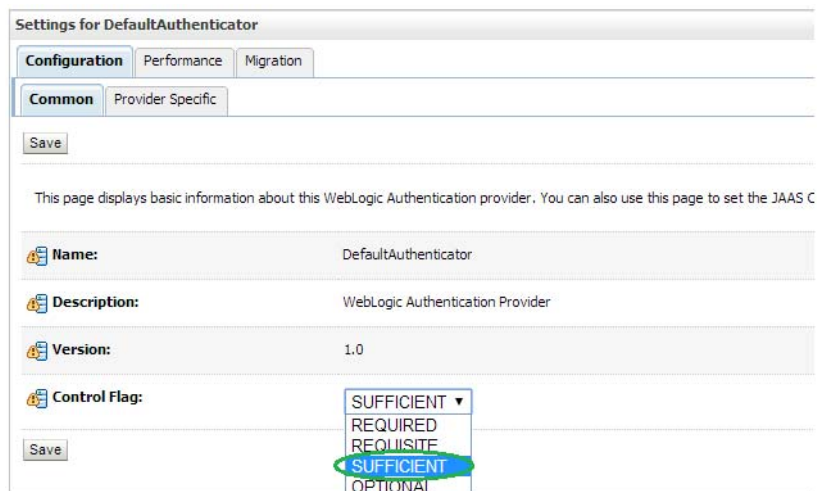 Settings for DefaultAuthenticator
Configuration Performance Migration
Common Provider Specific
Save
This page displays basic information about this WebLogic Authentication provider. You can also use this page to set the JAAS C
Name: DefaultAuthenticator
Description: WebLogic Authentication Provider
Version: 1.0
Control Flag: SUFFICIENT
REQUIRED
REQUISITE
Save
SUFFICIENT
OPTIONAL